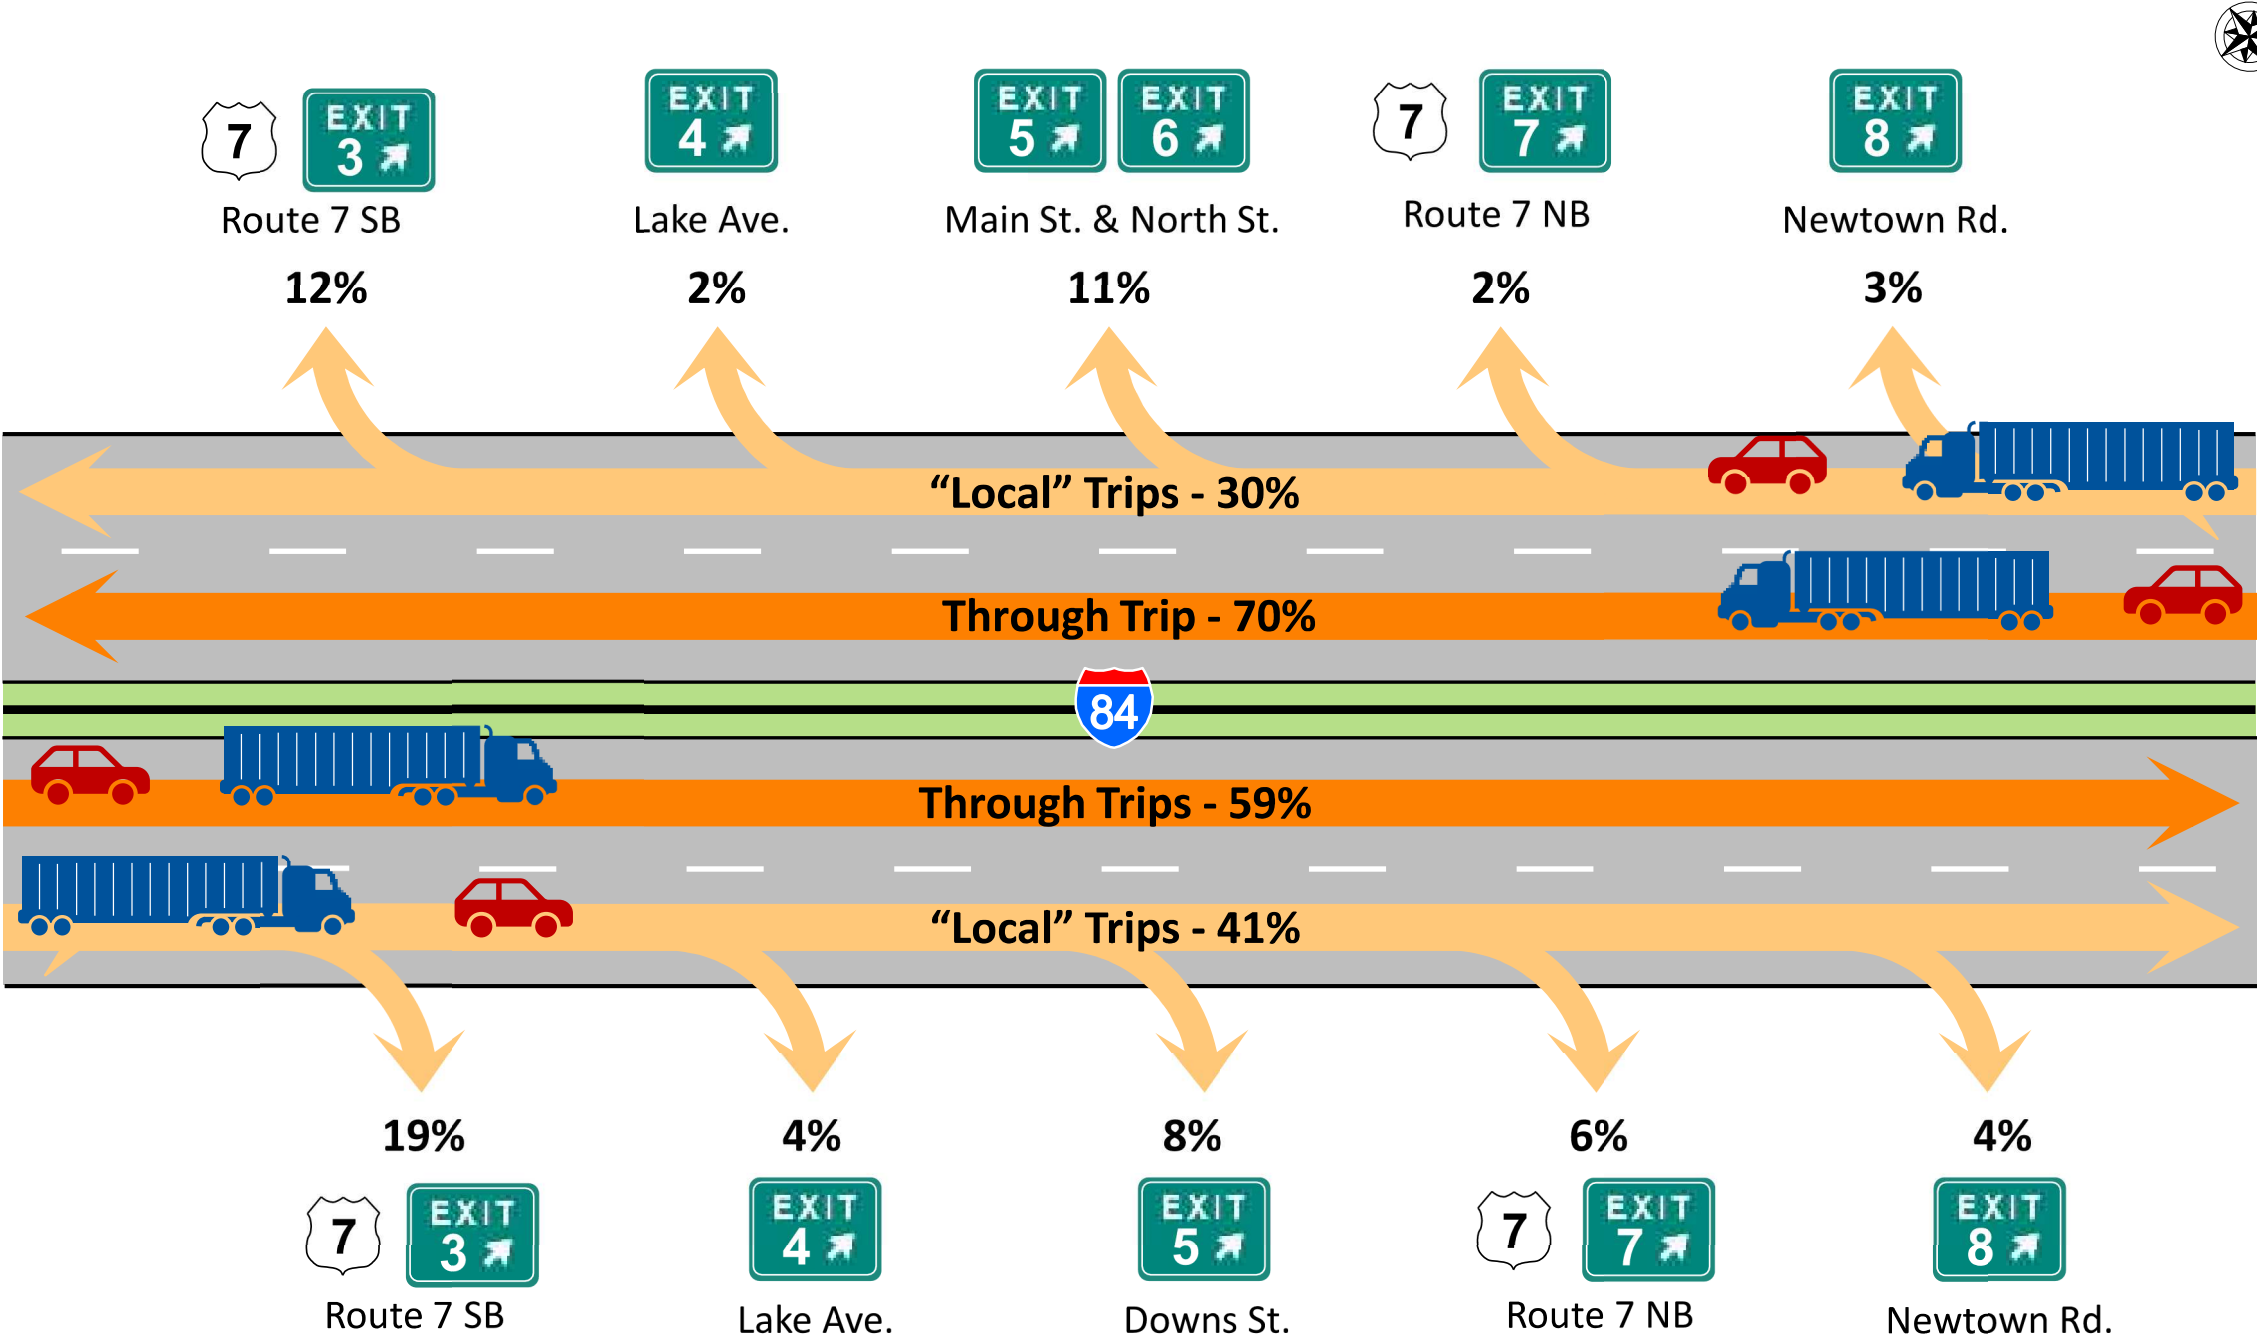 7
EXIT
3
Route 7 SB
12%
EXIT
4
Lake Ave.
2%
EXIT
5
EXIT
6
Main St. & North St.
11%
7
EXIT
7
Route 7 NB
2%
EXIT
8
Newtown Rd.
3%
“Local” Trips - 30%
Through Trip - 70%
84
Through Trips - 59%
“Local” Trips - 41%
19%
7
EXIT
3
Route 7 SB
4%
EXIT
4
Lake Ave.
8%
EXIT
5
Downs St.
6%
7
EXIT
7
Route 7 NB
4%
EXIT
8
Newtown Rd.